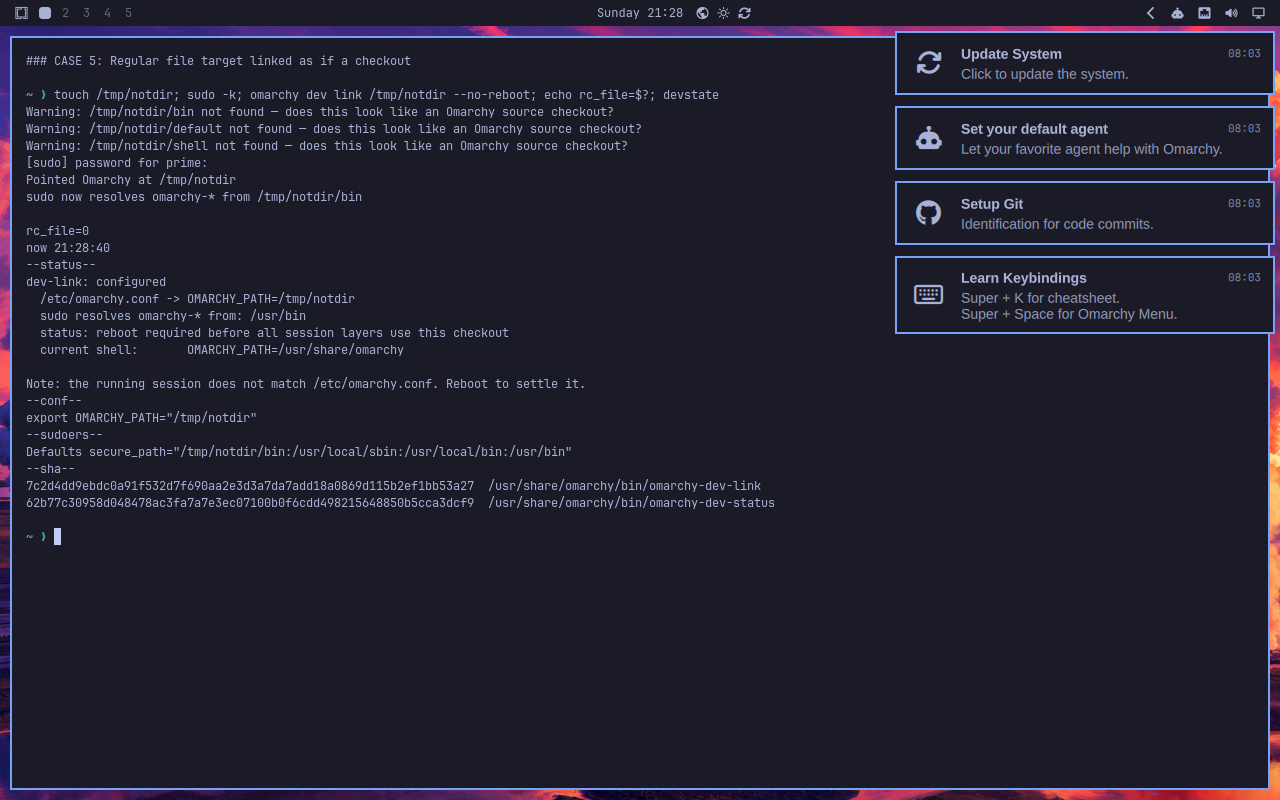 2 3 4 5
Sunday 21:28
### CASE 5: Regular file target linked as if a checkout
~ ❯ touch /tmp/notdir; sudo -k; omarchy dev link /tmp/notdir --no-reboot; echo rc_file=$?; devstate
Warning: /tmp/notdir/bin not found — does this look like an Omarchy source checkout?
Warning: /tmp/notdir/default not found — does this look like an Omarchy source checkout?
Warning: /tmp/notdir/shell not found — does this look like an Omarchy source checkout?
[sudo] password for prime:
Pointed Omarchy at /tmp/notdir
sudo now resolves omarchy-* from /tmp/notdir/bin
rc_file=0
now 21:28:40
--status--
dev-link: configured
/etc/omarchy.conf -> OMARCHY_PATH=/tmp/notdir
sudo resolves omarchy-* from: /usr/bin
status: reboot required before all session layers use this checkout
current shell: OMARCHY_PATH=/usr/share/omarchy
Note: the running session does not match /etc/omarchy.conf. Reboot to settle it.
--conf--
export OMARCHY_PATH="/tmp/notdir"
--sudoers--
Defaults secure_path="/tmp/notdir/bin:/usr/local/sbin:/usr/local/bin:/usr/bin"
--sha--
7c2d4dd9ebdc0a91f532d7f690aa2e3d3a7da7add18a0869d115b2ef1bb53a27  /usr/share/omarchy/bin/omarchy-dev-link
62b77c30958d048478ac3fa7a7e3ec07100b0f6cdd498215648850b5cca3dcf9  /usr/share/omarchy/bin/omarchy-dev-status
~ ❯
Update System 08:03
Click to update the system.
Set your default agent 08:03
Let your favorite agent help with Omarchy.
Setup Git 08:03
Identification for code commits.
Learn Keybindings 08:03
Super + K for cheatsheet.
Super + Space for Omarchy Menu.